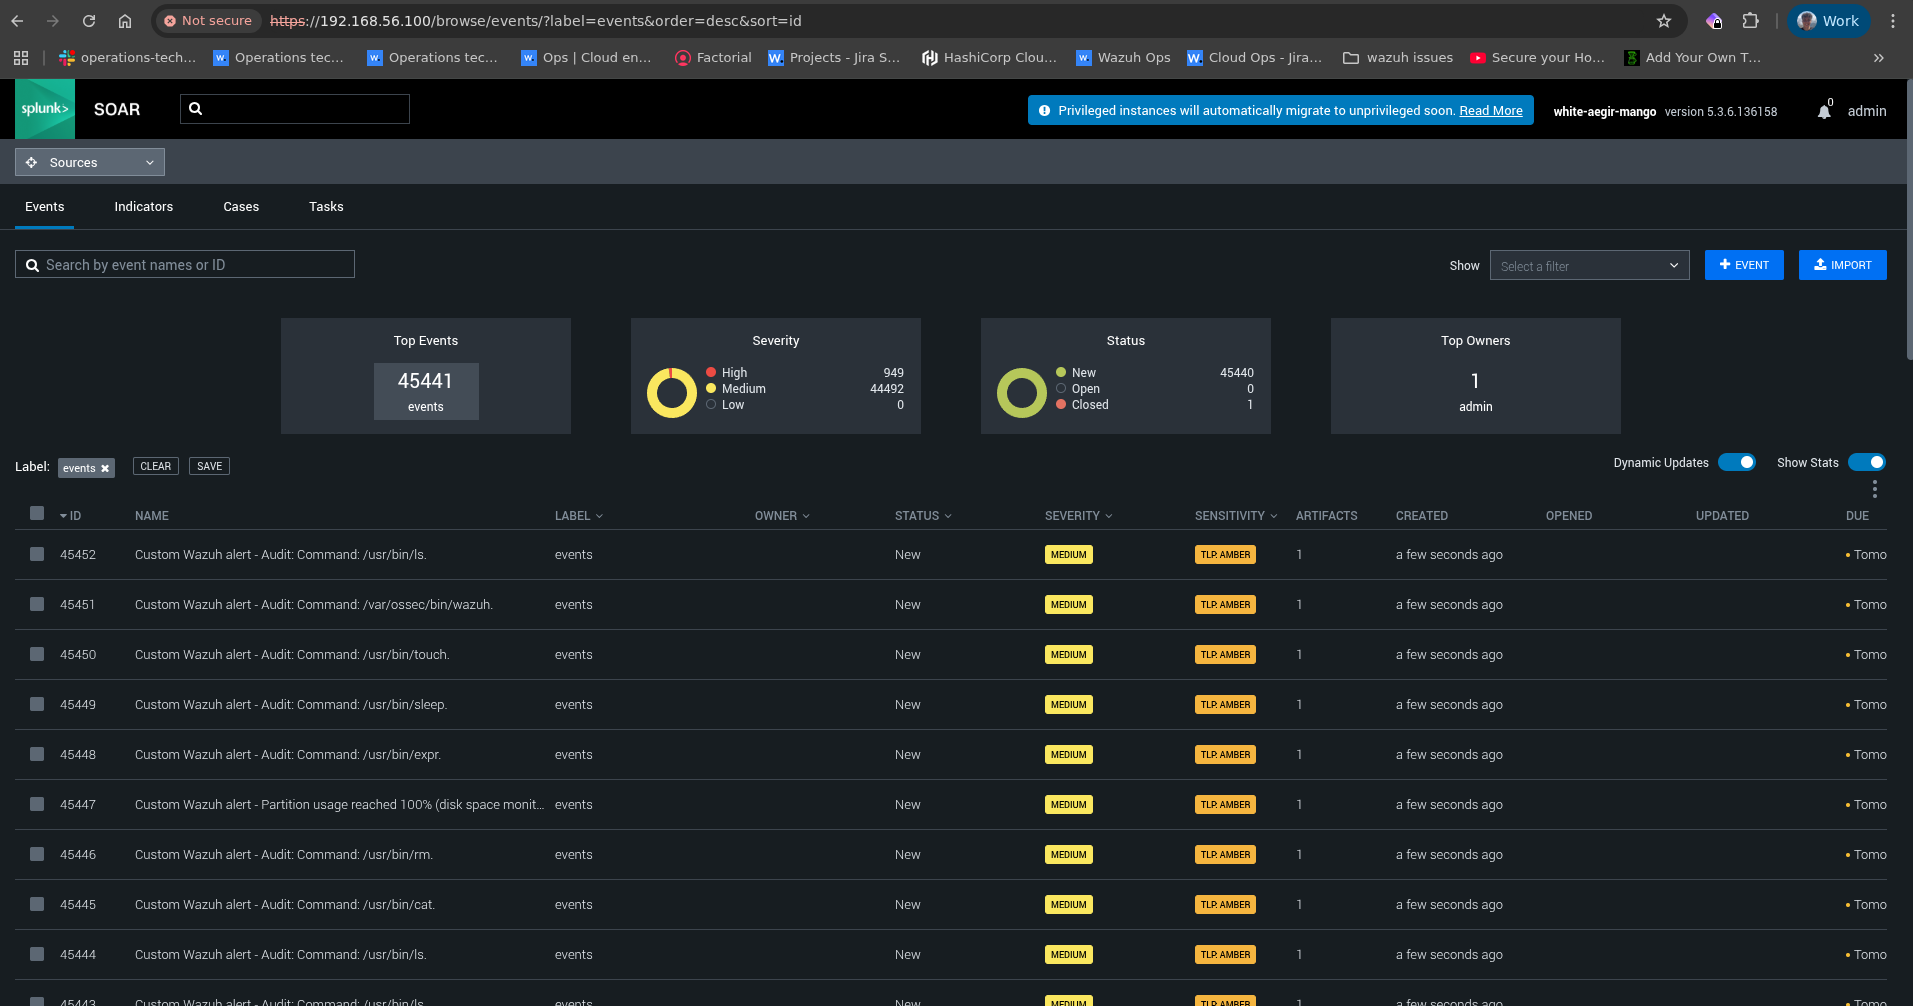 Not secure https://192.168.56.100/browse/events/?label=events&order=desc&sort=id Work
operations-tech... Operations tec... Operations tec... Ops | Cloud en... Factorial Projects - Jira S... HashiCorp Clou... Wazuh Ops Cloud Ops - Jira... wazuh issues Secure your Ho... Add Your Own T... »
splunk> SOAR Privileged instances will automatically migrate to unprivileged soon. Read More white-aegir-mango version 5.3.6.136158 0 admin
Sources
Events Indicators Cases Tasks
Search by event names or ID Show Select a filter + EVENT IMPORT
Top Events Severity Status Top Owners
45441 events
High 949
Medium 44492
Low 0
New 45440
Open 0
Closed 1
1
admin
Label: events × CLEAR SAVE Dynamic Updates Show Stats
ID NAME LABEL OWNER STATUS SEVERITY SENSITIVITY ARTIFACTS CREATED OPENED UPDATED DUE
45452 Custom Wazuh alert - Audit: Command: /usr/bin/ls. events New MEDIUM TLP: AMBER 1 a few seconds ago Tomo
45451 Custom Wazuh alert - Audit: Command: /var/ossec/bin/wazuh. events New MEDIUM TLP: AMBER 1 a few seconds ago Tomo
45450 Custom Wazuh alert - Audit: Command: /usr/bin/touch. events New MEDIUM TLP: AMBER 1 a few seconds ago Tomo
45449 Custom Wazuh alert - Audit: Command: /usr/bin/sleep. events New MEDIUM TLP: AMBER 1 a few seconds ago Tomo
45448 Custom Wazuh alert - Audit: Command: /usr/bin/expr. events New MEDIUM TLP: AMBER 1 a few seconds ago Tomo
45447 Custom Wazuh alert - Partition usage reached 100% (disk space monit... events New MEDIUM TLP: AMBER 1 a few seconds ago Tomo
45446 Custom Wazuh alert - Audit: Command: /usr/bin/rm. events New MEDIUM TLP: AMBER 1 a few seconds ago Tomo
45445 Custom Wazuh alert - Audit: Command: /usr/bin/cat. events New MEDIUM TLP: AMBER 1 a few seconds ago Tomo
45444 Custom Wazuh alert - Audit: Command: /usr/bin/ls. events New MEDIUM TLP: AMBER 1 a few seconds ago Tomo
45443 Custom Wazuh alert - Audit: Command: /usr/bin/ls. events New MEDIUM TLP: AMBER 1 a few seconds ago Tomo